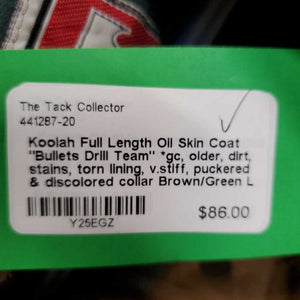 The Tack Collector
441287-20
Koolah Full Length Oil Skin Coat
"Bullets Drill Team" *gc, older, dirt,
stains, torn lining, v.stiff, puckered
& discolored collar Brown/Green L
$86.00
Y25EGZ